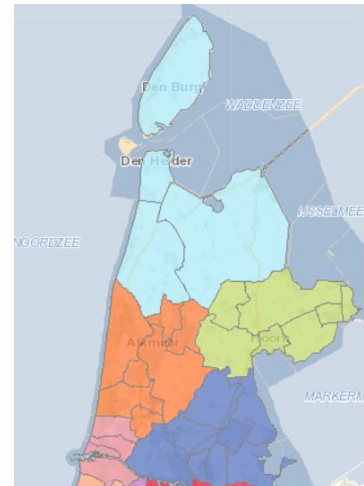 Den Burg
WADDENZEE
Den Helder
IJSSELMEE
NOORDZEE
Alkmaar
Hoorn
MARKERM